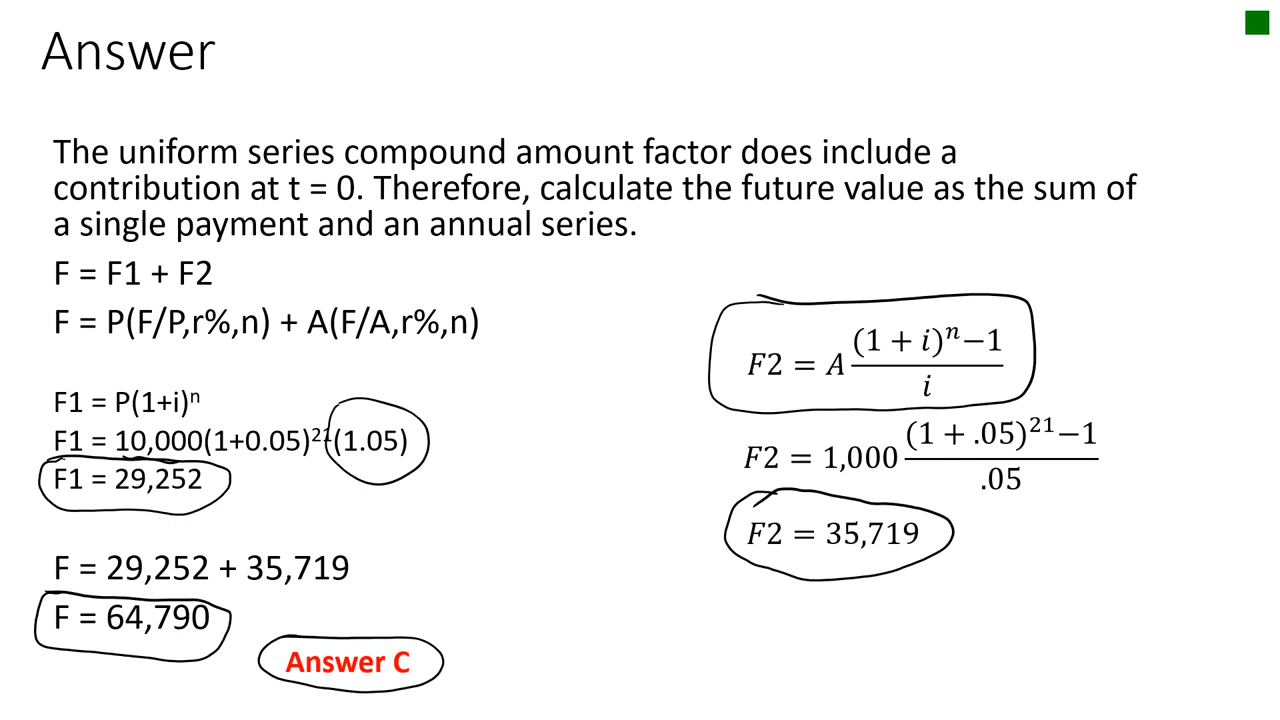 Answer
The uniform series compound amount factor does include a
contribution at t = 0. Therefore, calculate the future value as the sum of
a single payment and an annual series.
F = F1 + F2
F = P(F/P,r%,n) + A(F/A,r%,n)
F1 = P(1+i)ⁿ
F1 = 10,000(1+0.05)²¹(1.05)
F1 = 29,252
F = 29,252 + 35,719
F = 64,790
Answer C
F2 = A ((1 + i)ⁿ−1)/i
F2 = 1,000 ((1 + .05)²¹−1)/.05
F2 = 35,719